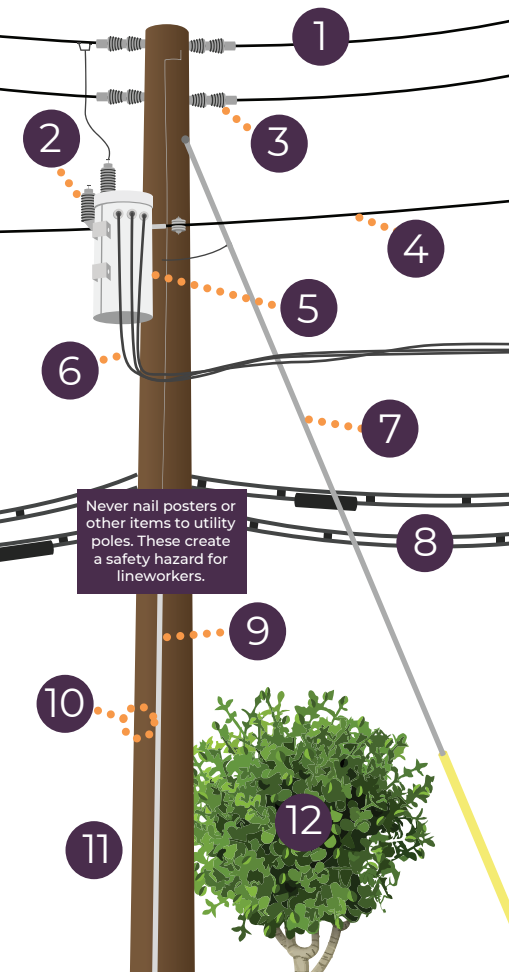 1
2
3
4
5
6
7
Never nail posters or
other items to utility
poles. These create
a safety hazard for
lineworkers.
8
9
10
11
12